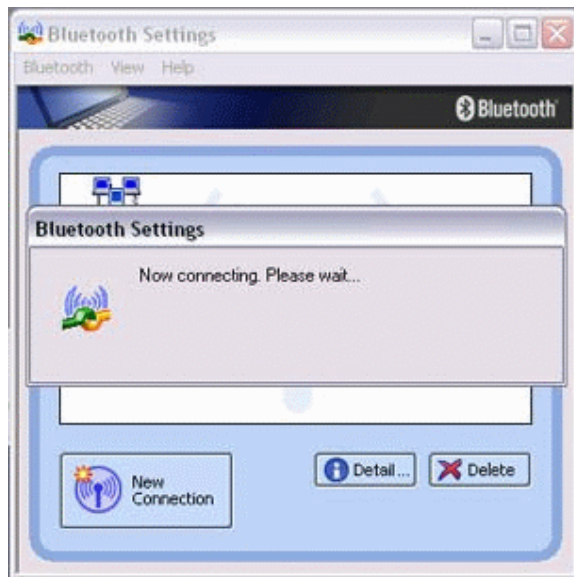 Bluetooth Settings
Bluetooth View Help
Bluetooth
Bluetooth Settings
Now connecting. Please wait...
New
Connection
Detail...
Delete